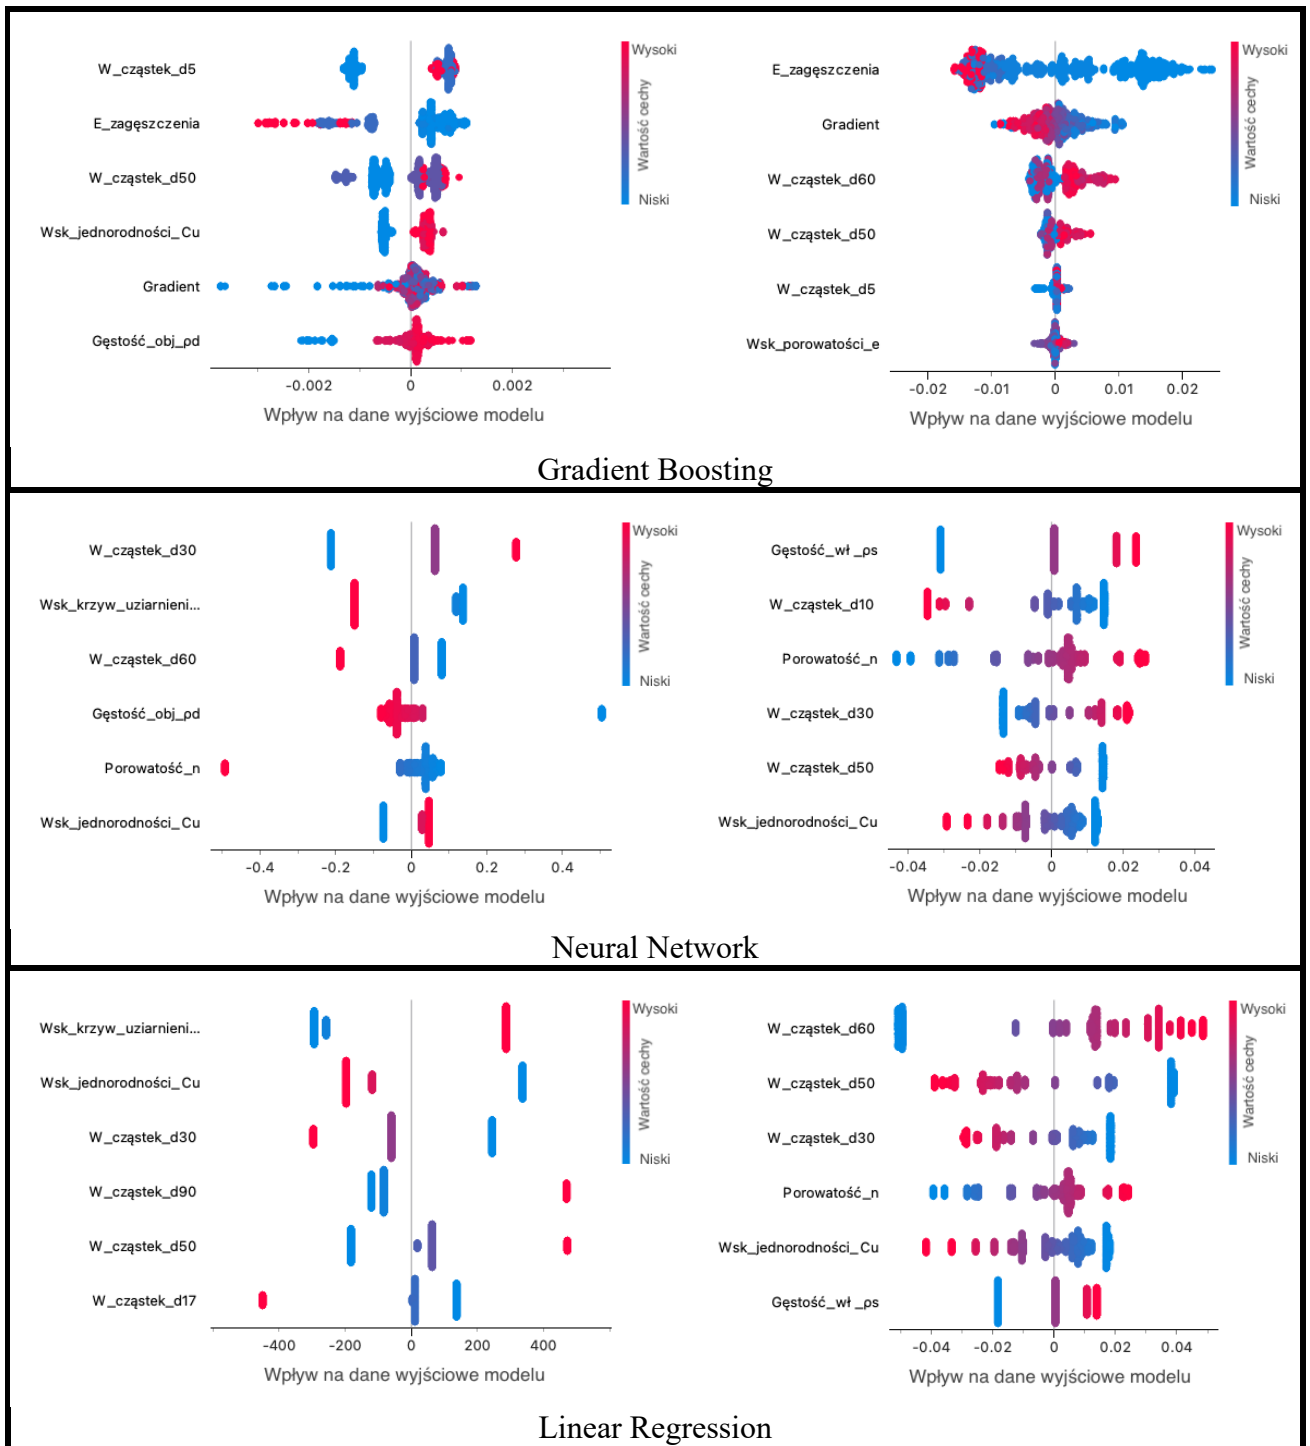 W_cząstek_d5
E_zagęszczenia
W_cząstek_d50
Wsk_jednorodności_Cu
Gradient
Gęstość_obj_ρd
-0.002 0 0.002
Wpływ na dane wyjściowe modelu
Wysoki
Wartość cechy
Niski
E_zagęszczenia
Gradient
W_cząstek_d60
W_cząstek_d50
W_cząstek_d5
Wsk_porowatości_e
-0.02 -0.01 0 0.01 0.02
Wpływ na dane wyjściowe modelu
Wysoki
Wartość cechy
Niski
Gradient Boosting
W_cząstek_d30
Wsk_krzyw_uziarnieni...
W_cząstek_d60
Gęstość_obj_ρd
Porowatość_n
Wsk_jednorodności_Cu
-0.4 -0.2 0 0.2 0.4
Wpływ na dane wyjściowe modelu
Wysoki
Wartość cechy
Niski
Gęstość_wł_ρs
W_cząstek_d10
Porowatość_n
W_cząstek_d30
W_cząstek_d50
Wsk_jednorodności_Cu
-0.04 -0.02 0 0.02 0.04
Wpływ na dane wyjściowe modelu
Wysoki
Wartość cechy
Niski
Neural Network
Wsk_krzyw_uziarnieni...
Wsk_jednorodności_Cu
W_cząstek_d30
W_cząstek_d90
W_cząstek_d50
W_cząstek_d17
-400 -200 0 200 400
Wpływ na dane wyjściowe modelu
Wysoki
Wartość cechy
Niski
W_cząstek_d60
W_cząstek_d50
W_cząstek_d30
Porowatość_n
Wsk_jednorodności_Cu
Gęstość_wł_ρs
-0.04 -0.02 0 0.02 0.04
Wpływ na dane wyjściowe modelu
Wysoki
Wartość cechy
Niski
Linear Regression